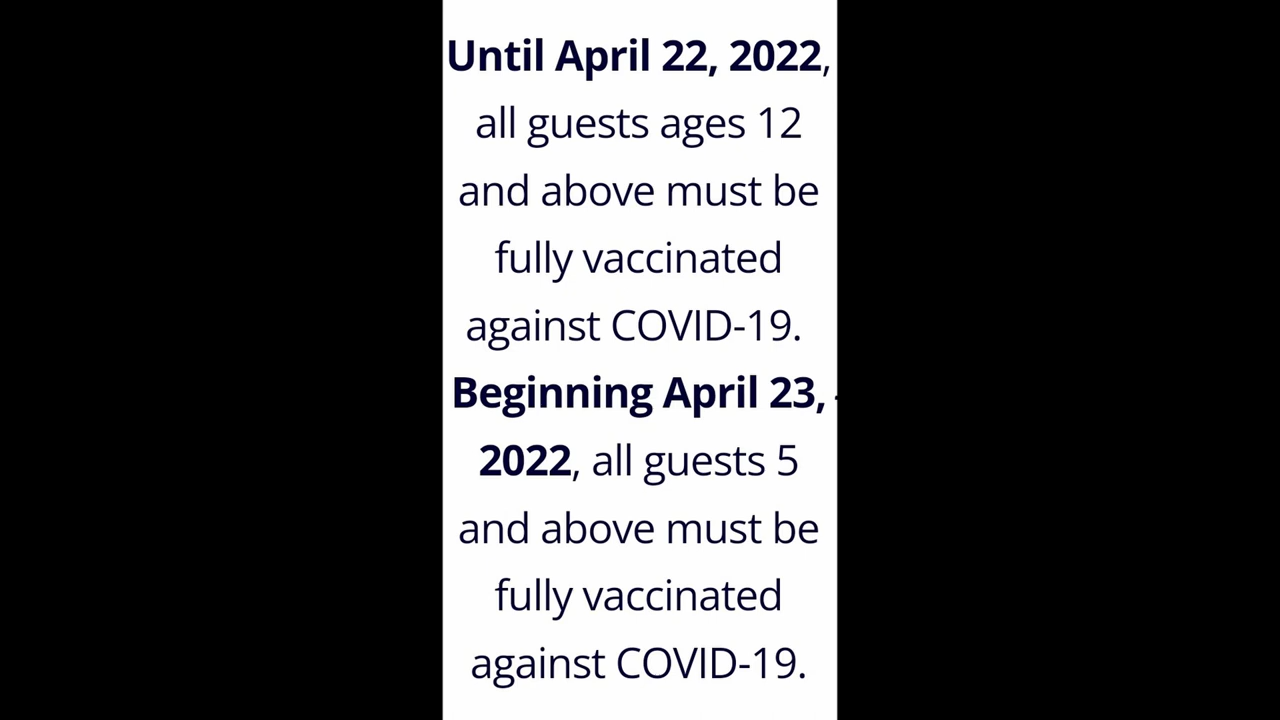 Until April 22, 2022,
all guests ages 12
and above must be
fully vaccinated
against COVID-19.
Beginning April 23,
2022, all guests 5
and above must be
fully vaccinated
against COVID-19.